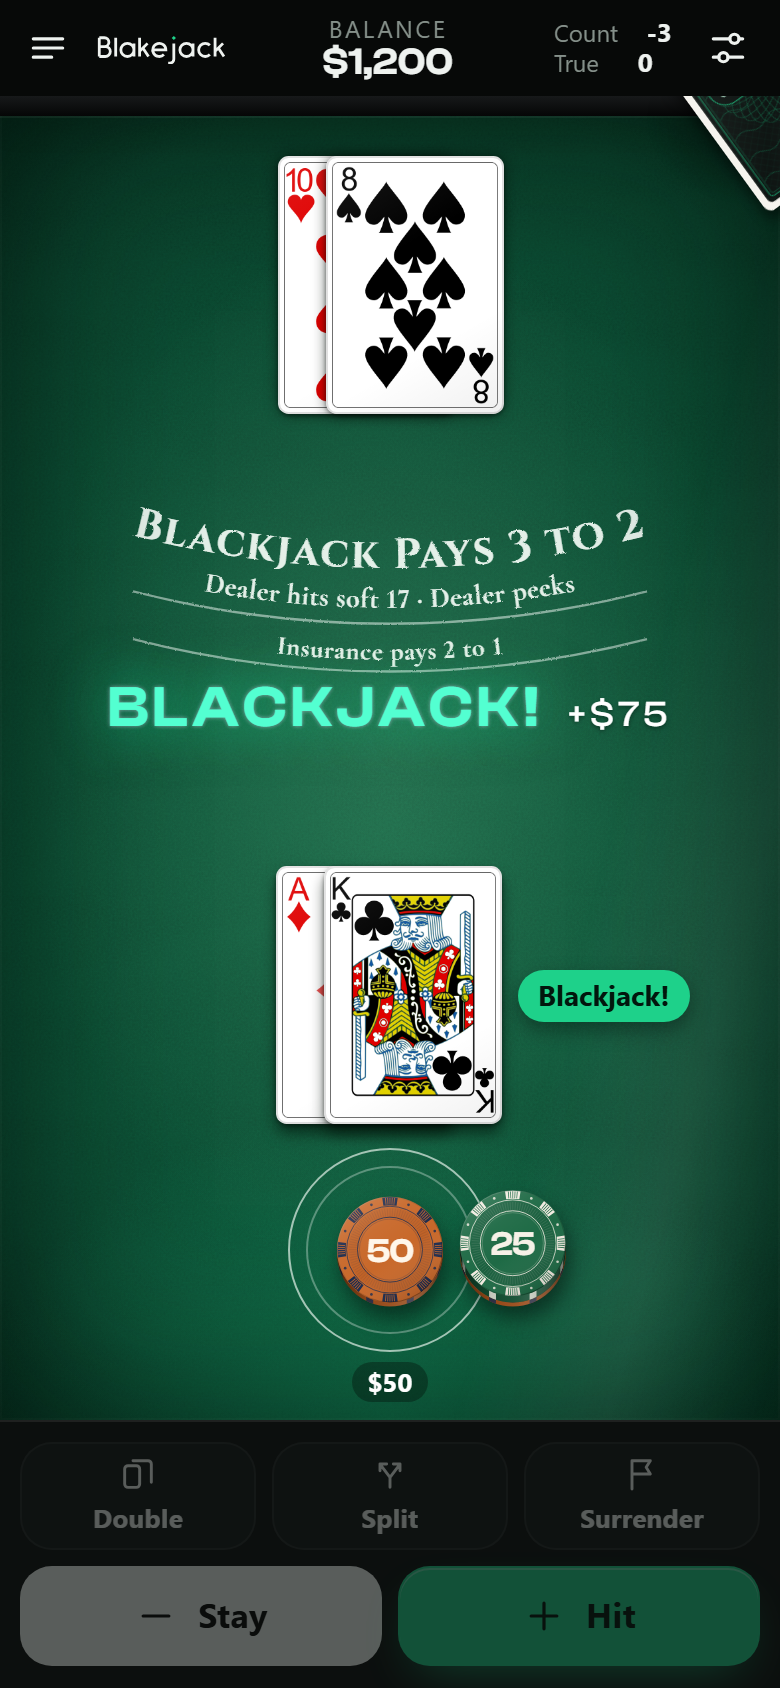 Blakejack
BALANCE
$1,200
Count -3
True 0
10
8
8
BLACKJACK PAYS 3 TO 2
Dealer hits soft 17 · Dealer peeks
Insurance pays 2 to 1
BLACKJACK! +$75
A
K
Blackjack!
K
50
25
$50
Double
Split
Surrender
Stay
Hit